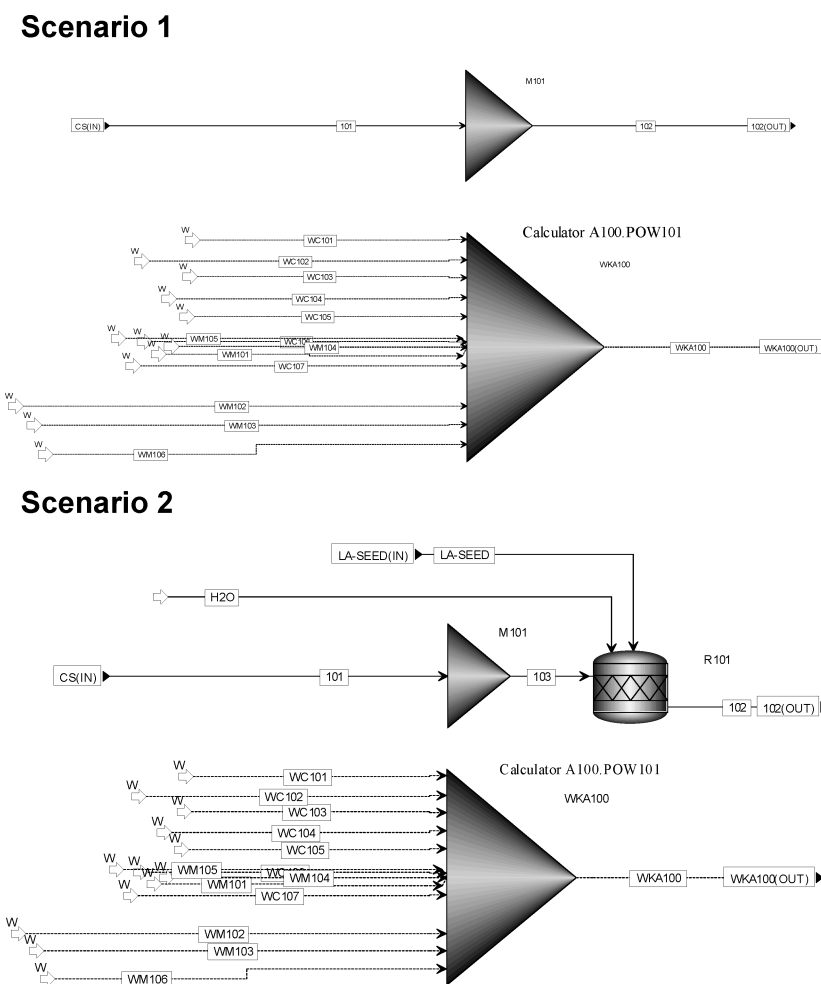 Scenario 1
M101
CS(IN)
101
102
102(OUT)
Calculator A100.POW101
WKA100
W
WC101
W
WC102
W
WC103
W
WC104
W
WC105
W
W
W
WM105
WM104
WKA100
WKA100(OUT)
W
WM101
W
WC107
W
WM102
W
WM103
W
WM106
Scenario 2
LA-SEED(IN)
LA-SEED
H2O
M101
R101
CS(IN)
101
103
102
102(OUT)
Calculator A100.POW101
WKA100
W
WC101
W
WC102
W
WC103
W
WC104
W
WC105
W
W
W
WM105
WM104
WKA100
WKA100(OUT)
W
WM101
W
WC107
W
WM102
W
WM103
W
WM106